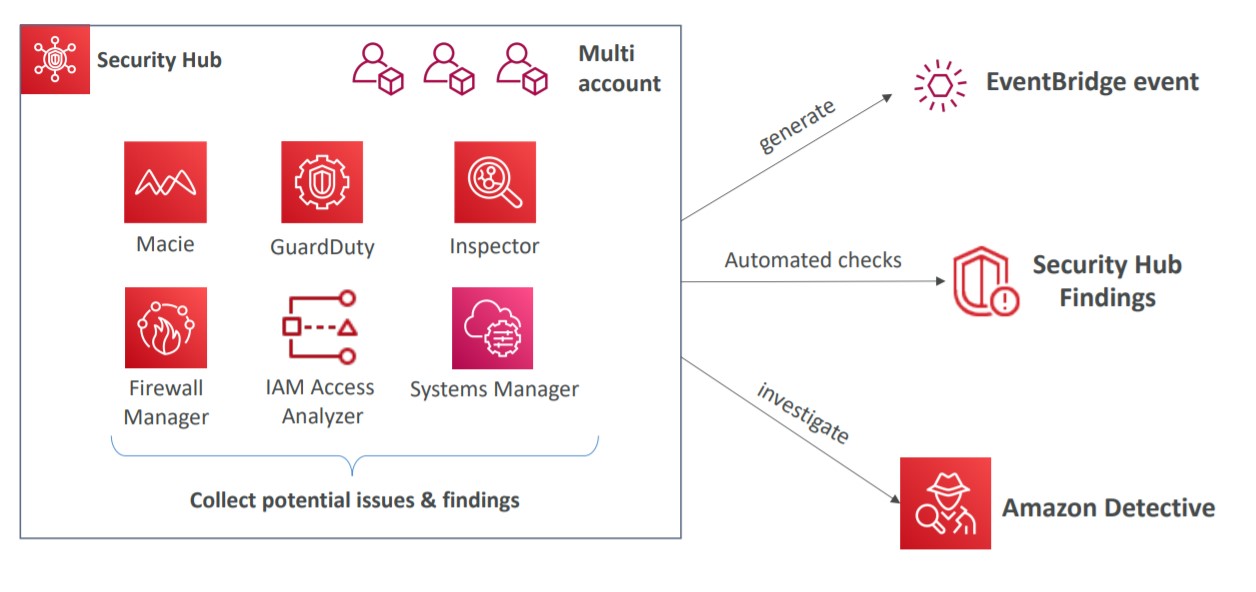 Security Hub
Multi
account
Macie
GuardDuty
Inspector
Firewall
Manager
IAM Access
Analyzer
Systems Manager
Collect potential issues & findings
generate
EventBridge event
Automated checks
Security Hub
Findings
investigate
Amazon Detective